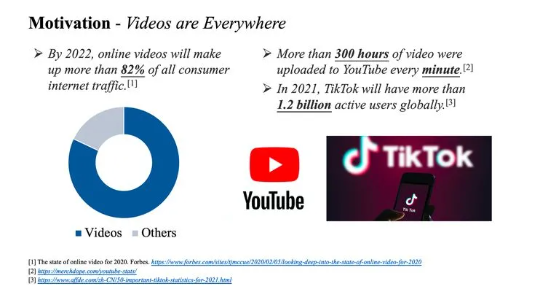 Motivation - Videos are Everywhere
➢ By 2022, online videos will make
up more than 82% of all consumer
internet traffic.[1]
➢ More than 300 hours of video were
uploaded to YouTube every minute.[2]
➢ In 2021, TikTok will have more than
1.2 billion active users globally.[3]
Videos
Others
YouTube
TikTok
[1] The state of online video for 2020. Forbes. https://www.forbes.com/sites/tjmccue/2020/02/05/looking-deep-into-the-state-of-online-video-for-2020
[2] https://merchdope.com/youtube-stats/
[3] https://www.qffile.com/zh-CN/50-important-tiktok-statistics-for-2021.html